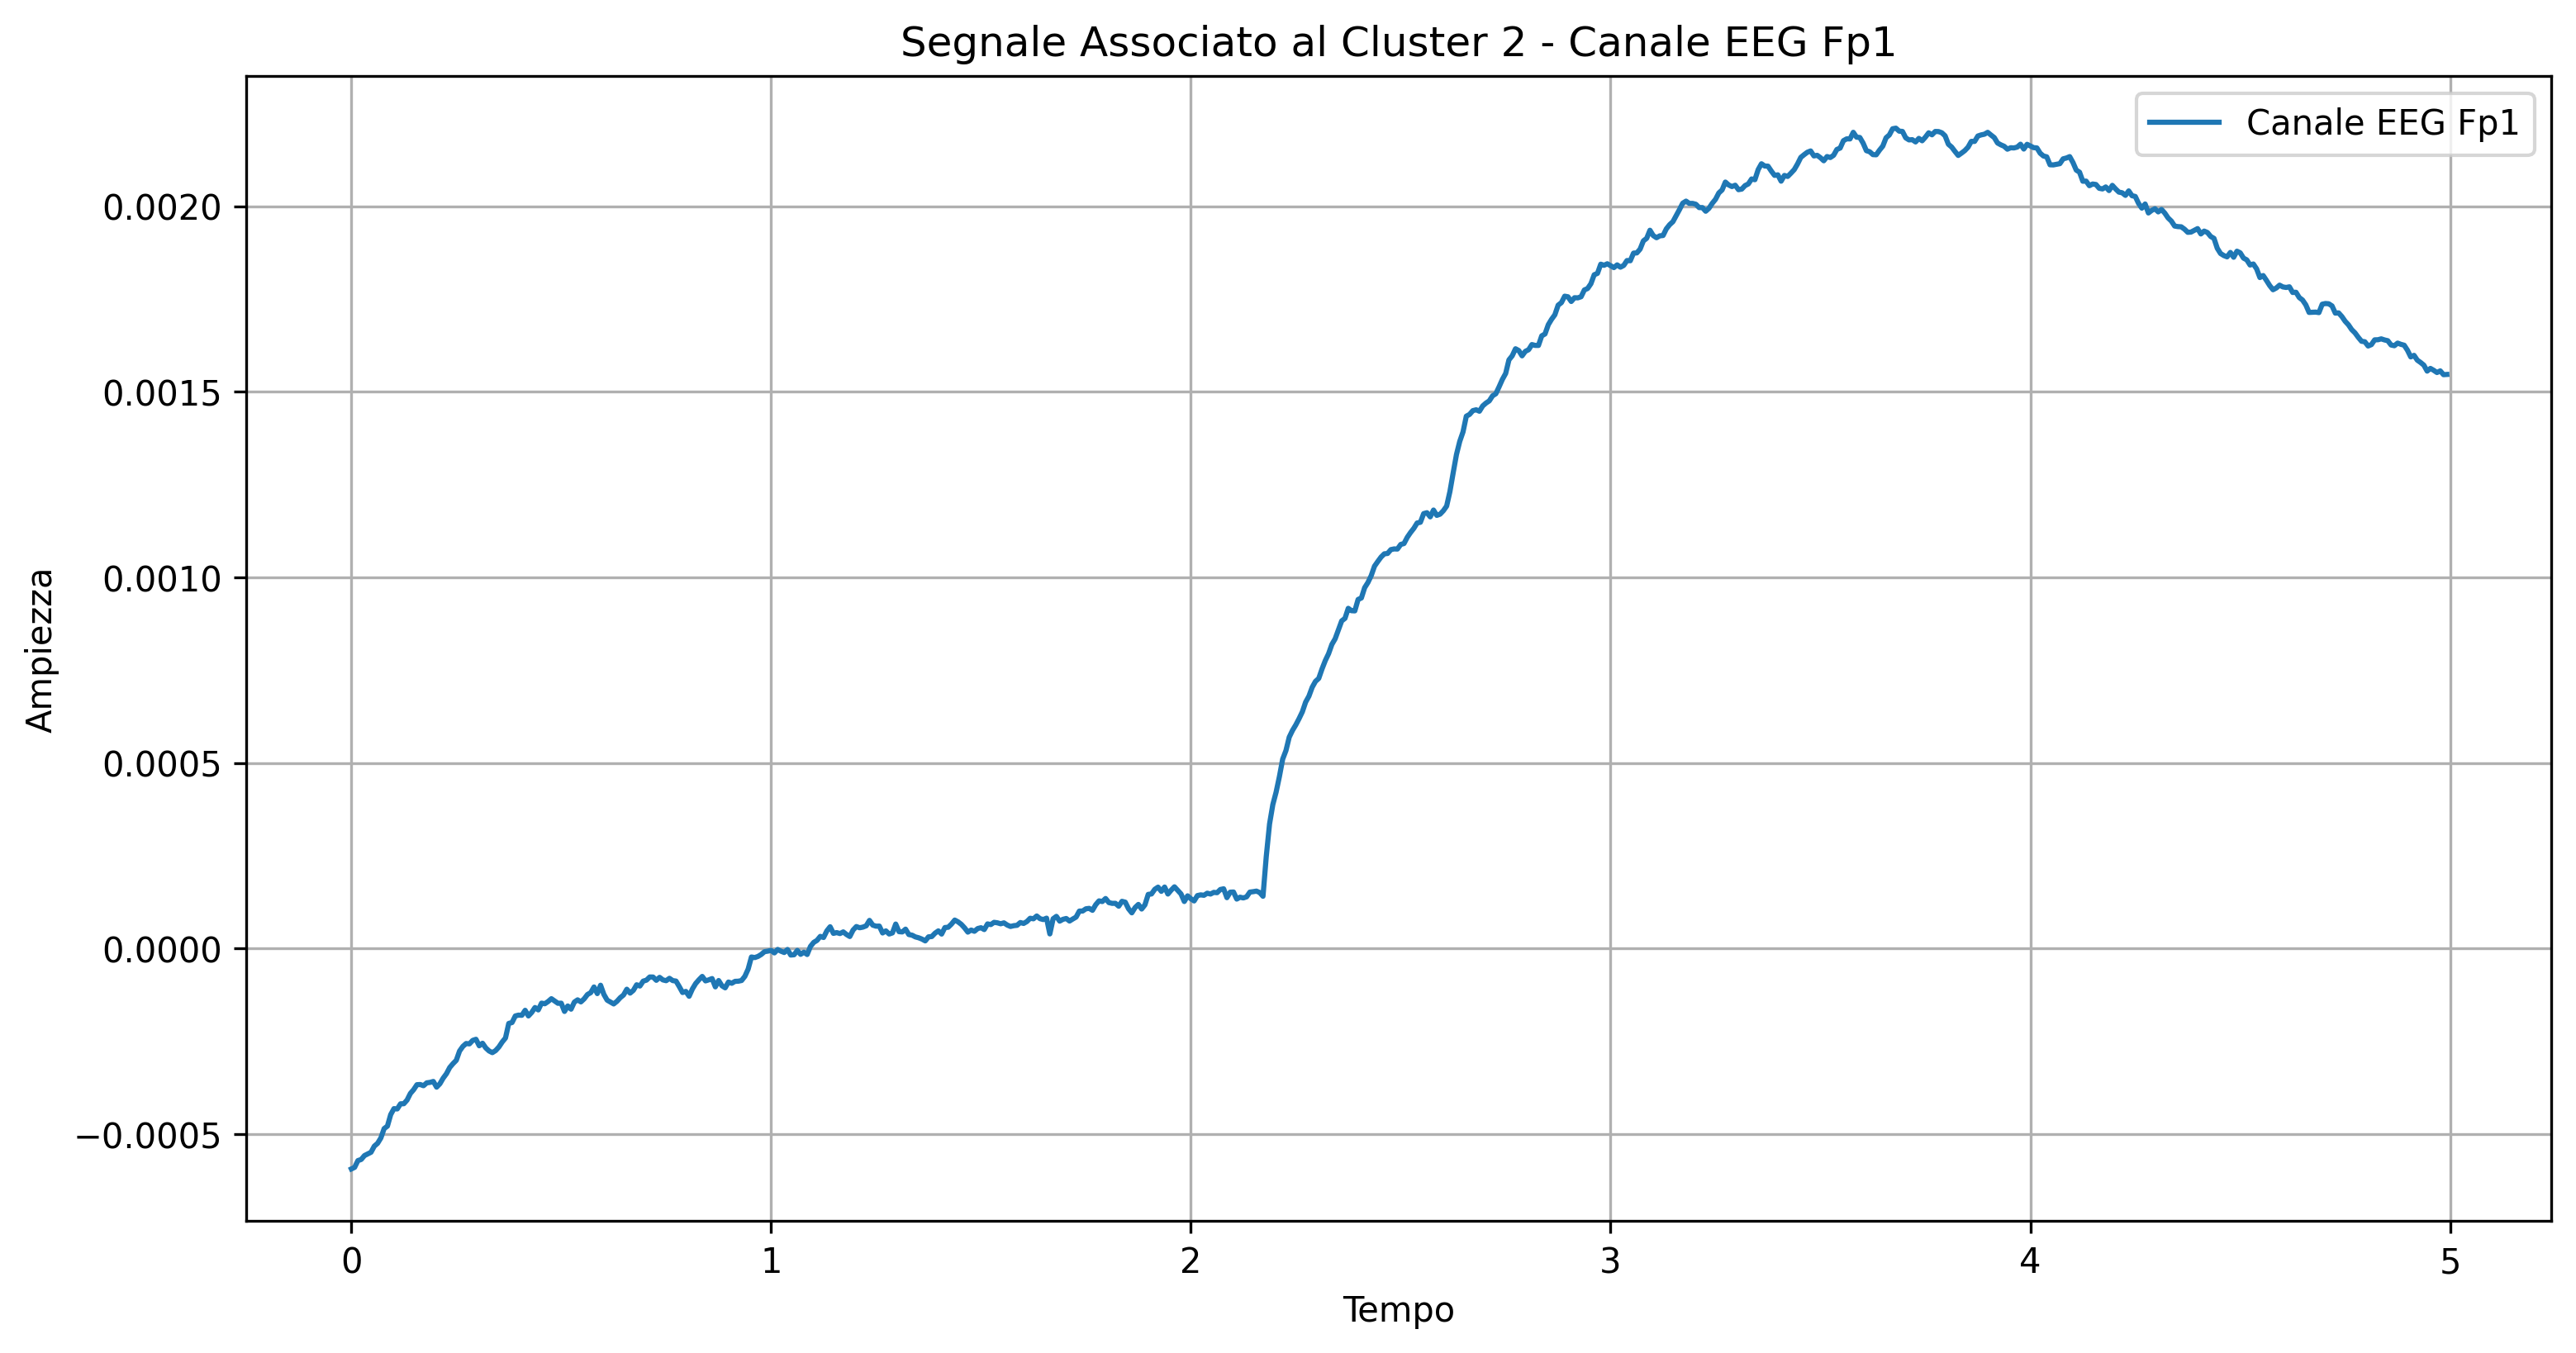 Segnale Associato al Cluster 2 - Canale EEG Fp1
Canale EEG Fp1
Ampiezza
0.0020
0.0015
0.0010
0.0005
0.0000
−0.0005
0 1 2 3 4 5
Tempo